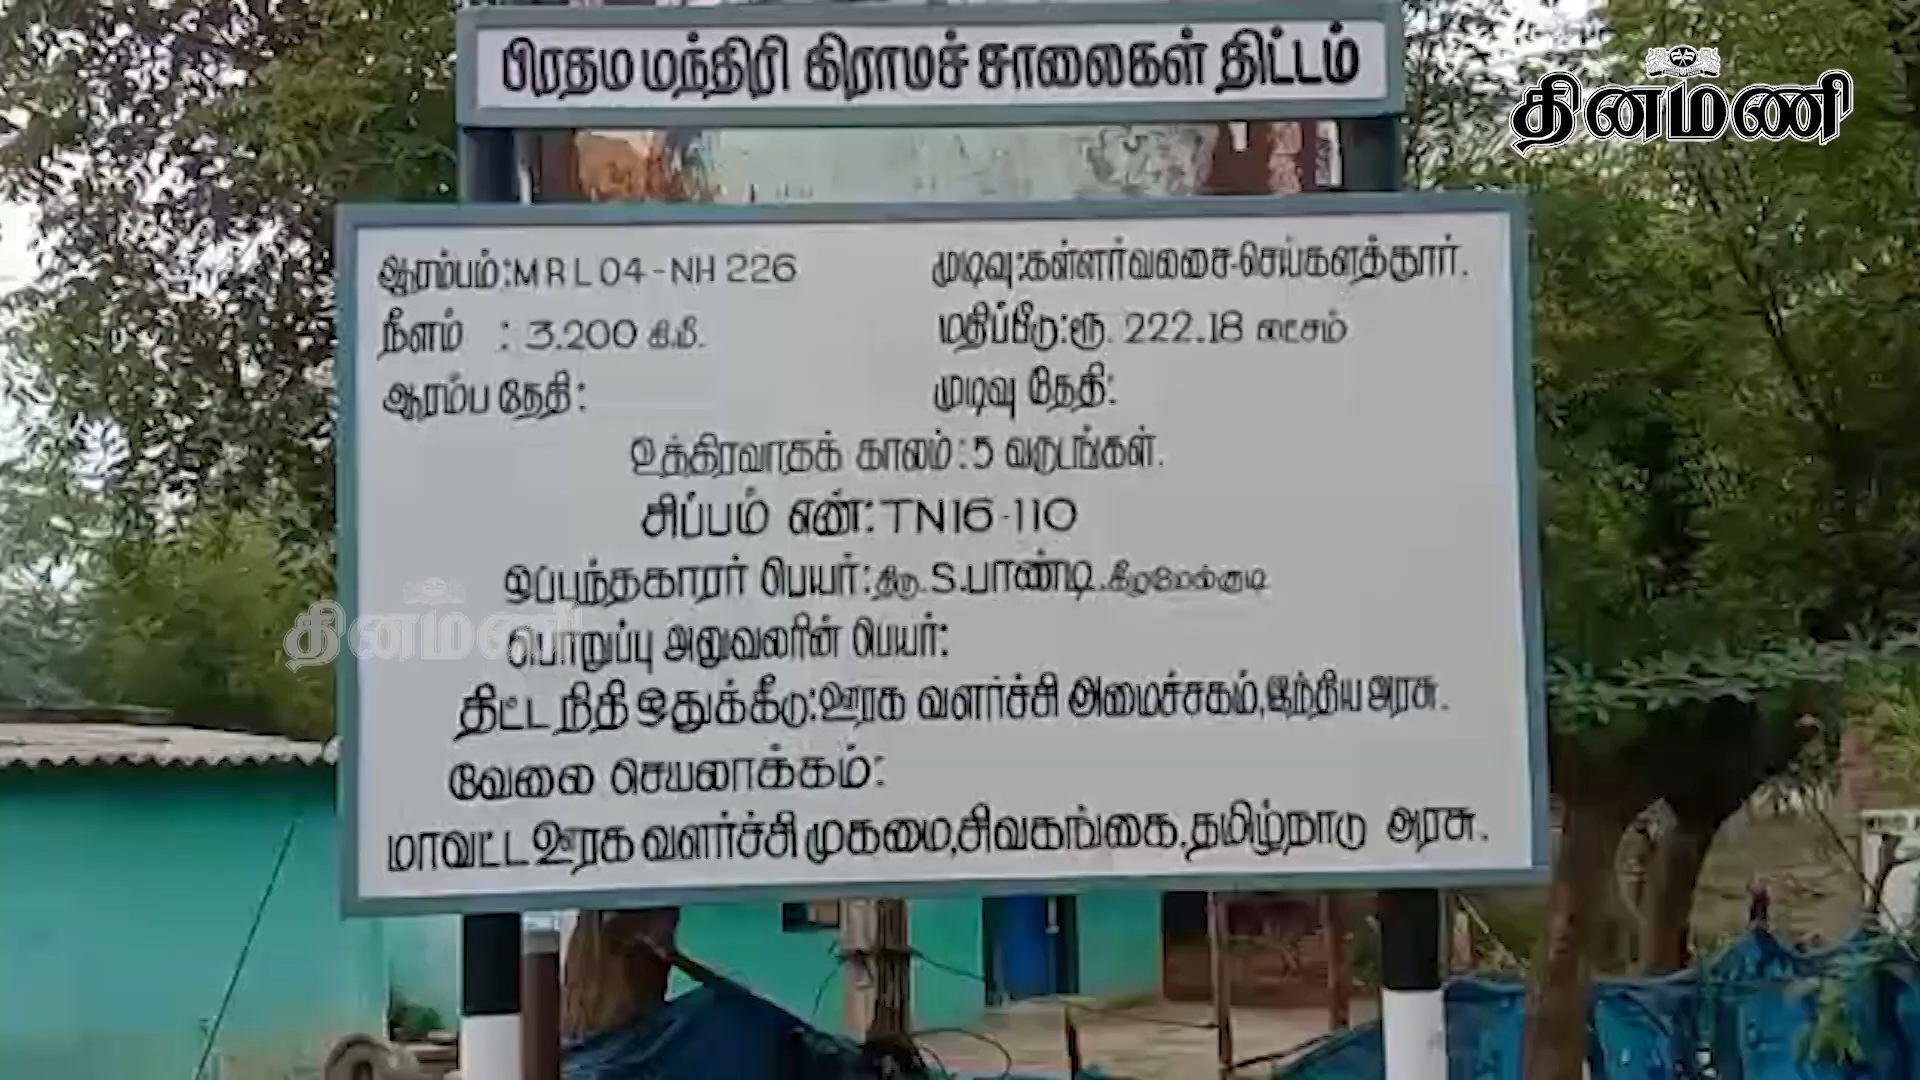 பிரதம மந்திரி கிராமச் சாலைகள் திட்டம்
தினமணி
ஆரம்பம்:MRL04-NH 226 முடிவு:கள்ளர்வலசை-செய்களத்தூர்.
நீளம் : 3.200 கி.மீ. மதிப்பீடு:ரூ. 222.18 லட்சம்
ஆரம்ப தேதி: முடிவு தேதி:
உத்திரவாதக் காலம்:5 வருடங்கள்.
சிப்பம் எண்:TN16-110
ஒப்பந்தகாரர் பெயர்:திரு.S.பாண்டி.கீழமேல்குடி
பொறுப்பு அலுவலரின் பெயர்:
தினமணி
திட்ட நிதி ஒதுக்கீடு:ஊரக வளர்ச்சி அமைச்சகம்,இந்திய அரசு.
வேலை செயலாக்கம்:
மாவட்ட ஊரக வளர்ச்சி முகமை,சிவகங்கை.தமிழ்நாடு அரசு.